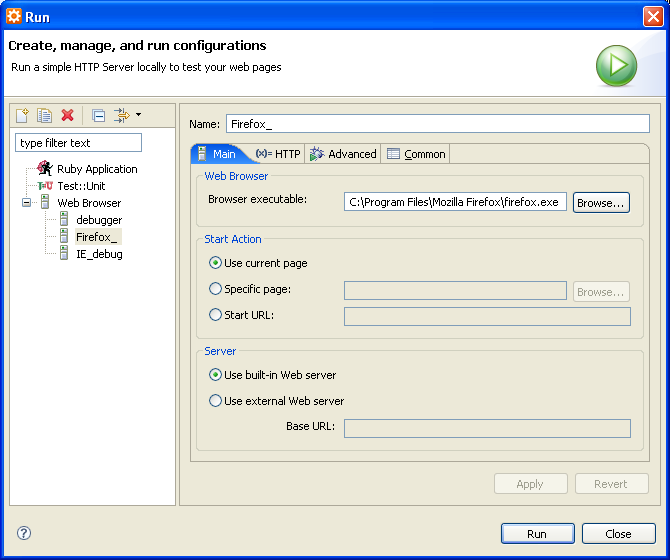 Run
Create, manage, and run configurations
Run a simple HTTP Server locally to test your web pages
type filter text
Ruby Application
Test::Unit
Web Browser
debugger
Firefox_
IE_debug
Name: Firefox_
Main (x)= HTTP Advanced Common
Web Browser
Browser executable: C:\Program Files\Mozilla Firefox\firefox.exe Browse...
Start Action
Use current page
Specific page: Browse...
Start URL:
Server
Use built-in Web server
Use external Web server
Base URL:
Apply Revert
Run Close